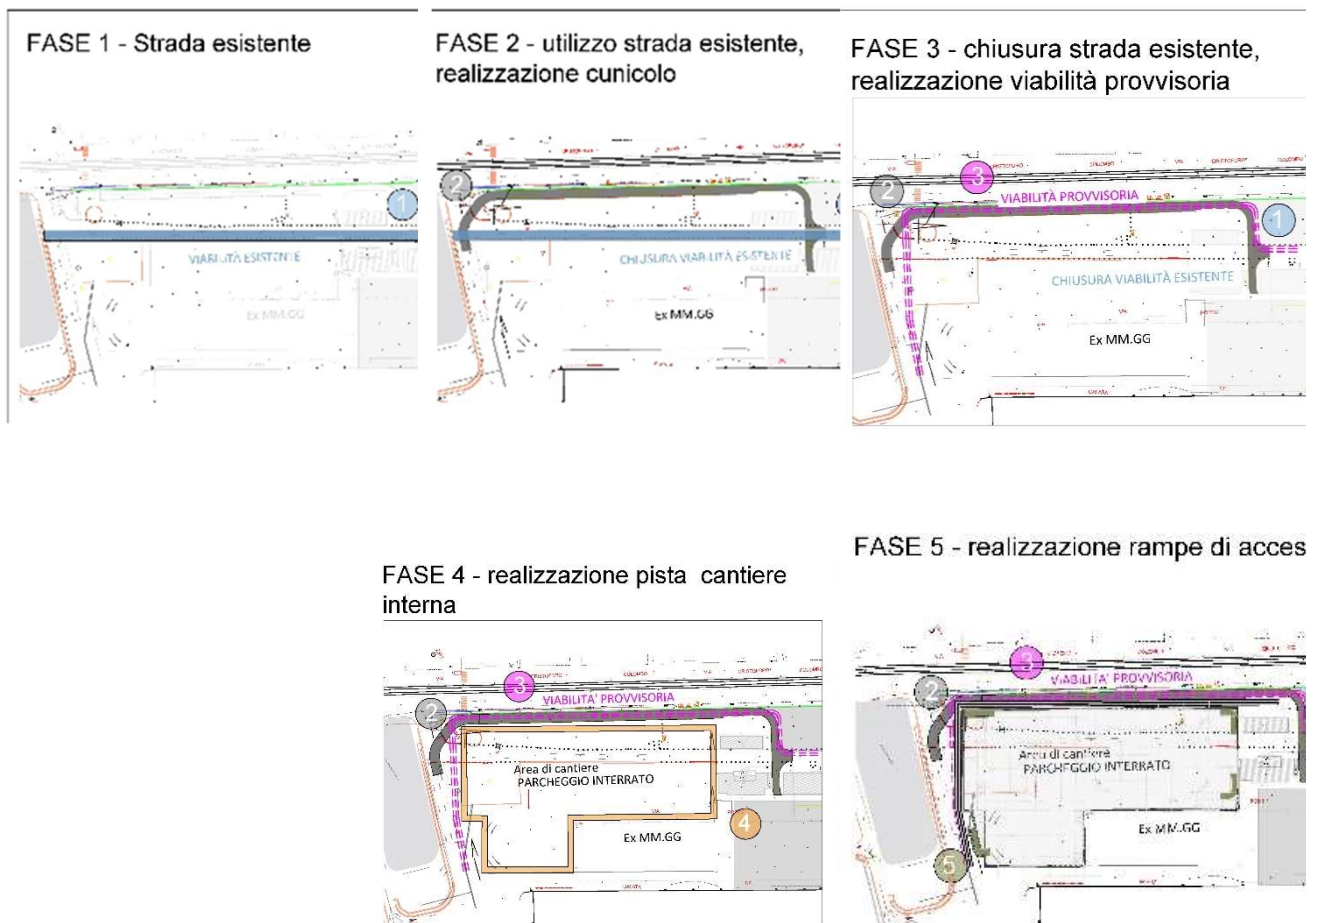 FASE 1 - Strada esistente
1
VIABILITÀ ESISTENTE
Ex MM.GG
FASE 2 - utilizzo strada esistente,
realizzazione cunicolo
2
CHIUSURA VIABILITÀ ESISTENTE
Ex MM.GG
FASE 3 - chiusura strada esistente,
realizzazione viabilità provvisoria
3
2
VIABILITÀ PROVVISORIA
1
CHIUSURA VIABILITÀ ESISTENTE
Ex MM.GG
FASE 4 - realizzazione pista cantiere
interna
3
VIABILITA' PROVVISORIA
2
Area di cantiere
PARCHEGGIO INTERRATO
4
Ex MM.GG
FASE 5 - realizzazione rampe di acces
3
VIABILITA' PROVVISORIA
2
Area di cantiere
PARCHEGGIO INTERRATO
Ex MM.GG
5